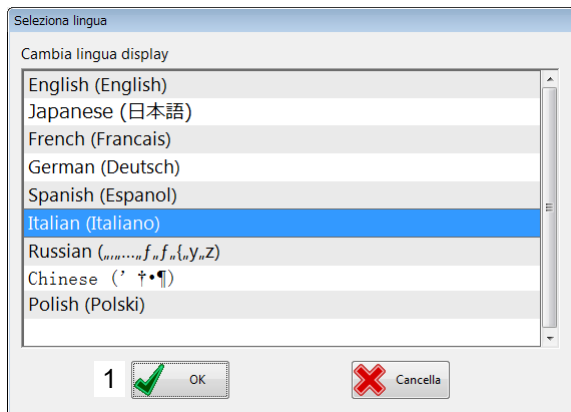 Seleziona lingua
Cambia lingua display
English (English)
Japanese (日本語)
French (Francais)
German (Deutsch)
Spanish (Espanol)
Italian (Italiano)
Russian („‚„…„ƒ„ƒ„{„y„z)
Chinese (’†•¶)
Polish (Polski)
1 OK Cancella